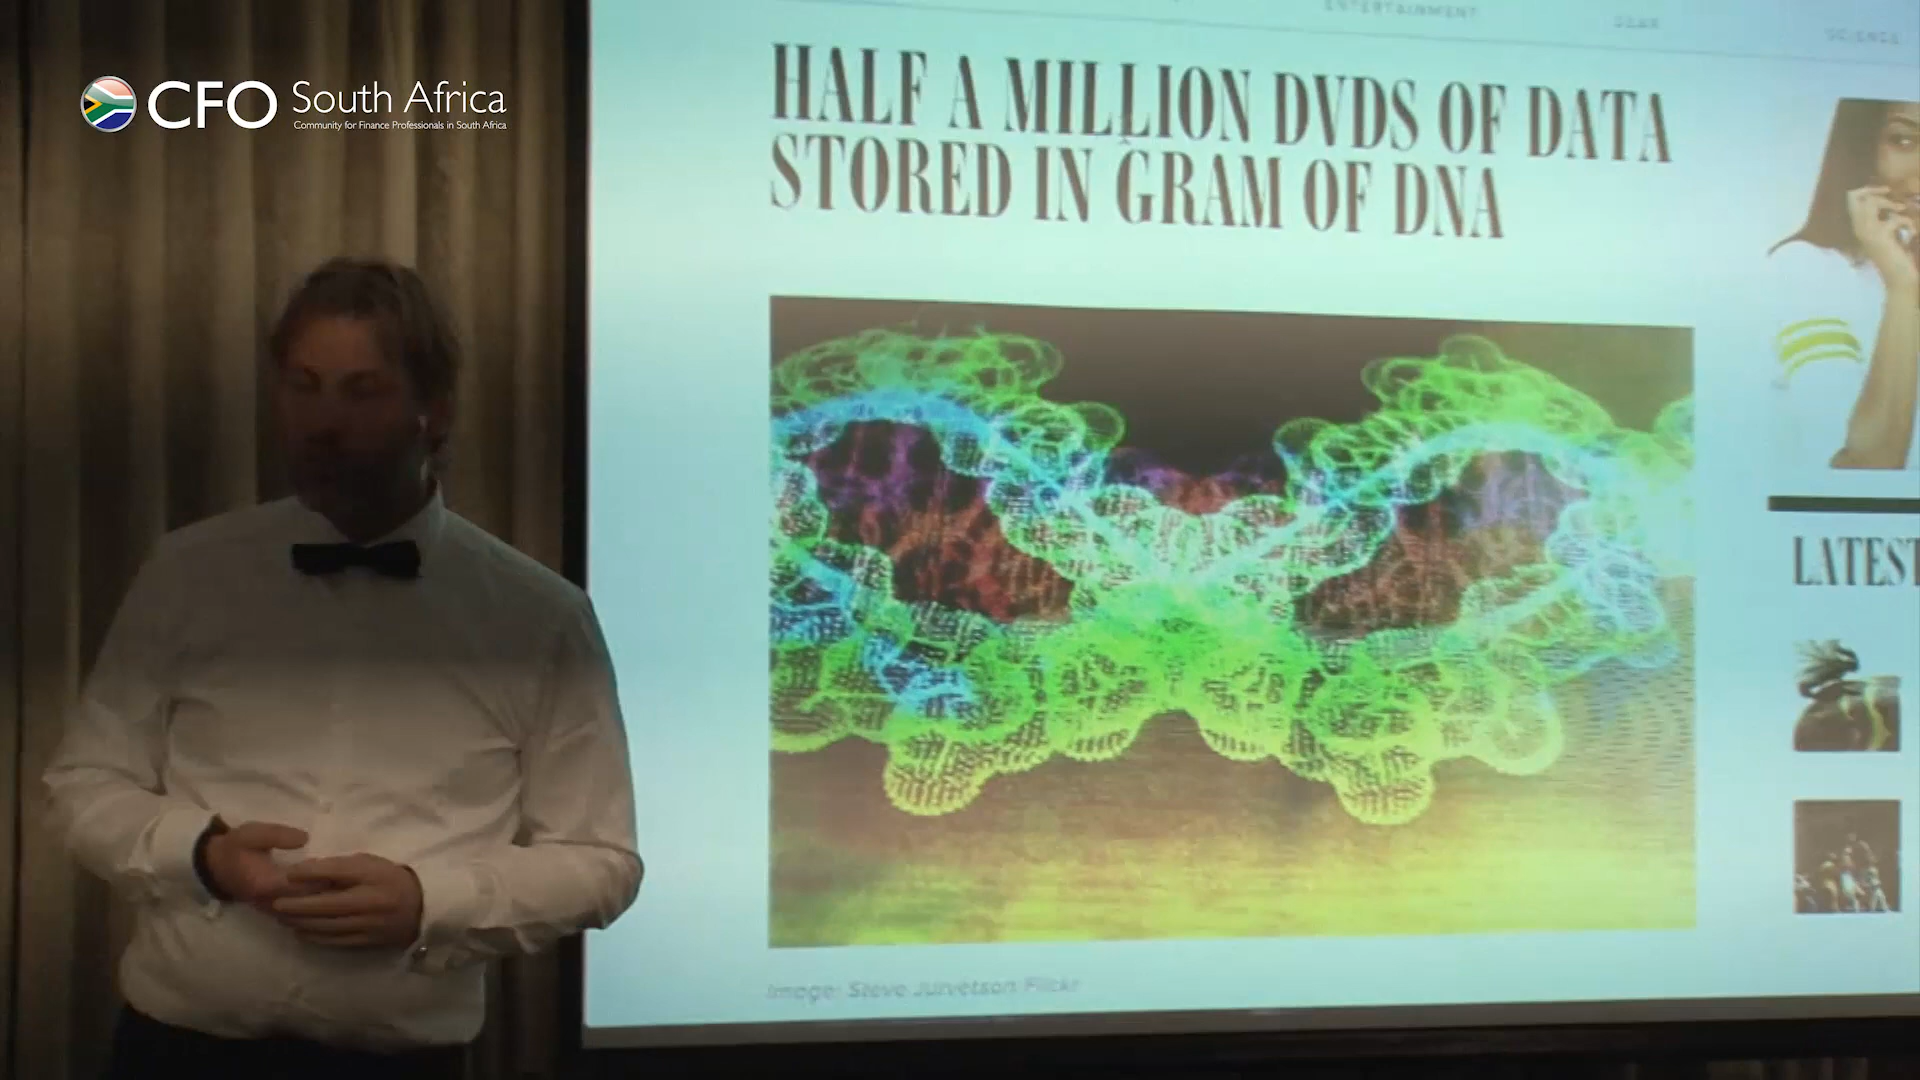 ENTERTAINMENT
GEAR
SCIENCE
CFO South Africa
Community for Finance Professionals in South Africa
HALF A MILLION DVDS OF DATA
STORED IN GRAM OF DNA
LATEST
Image: Steve Jurvetson Flickr